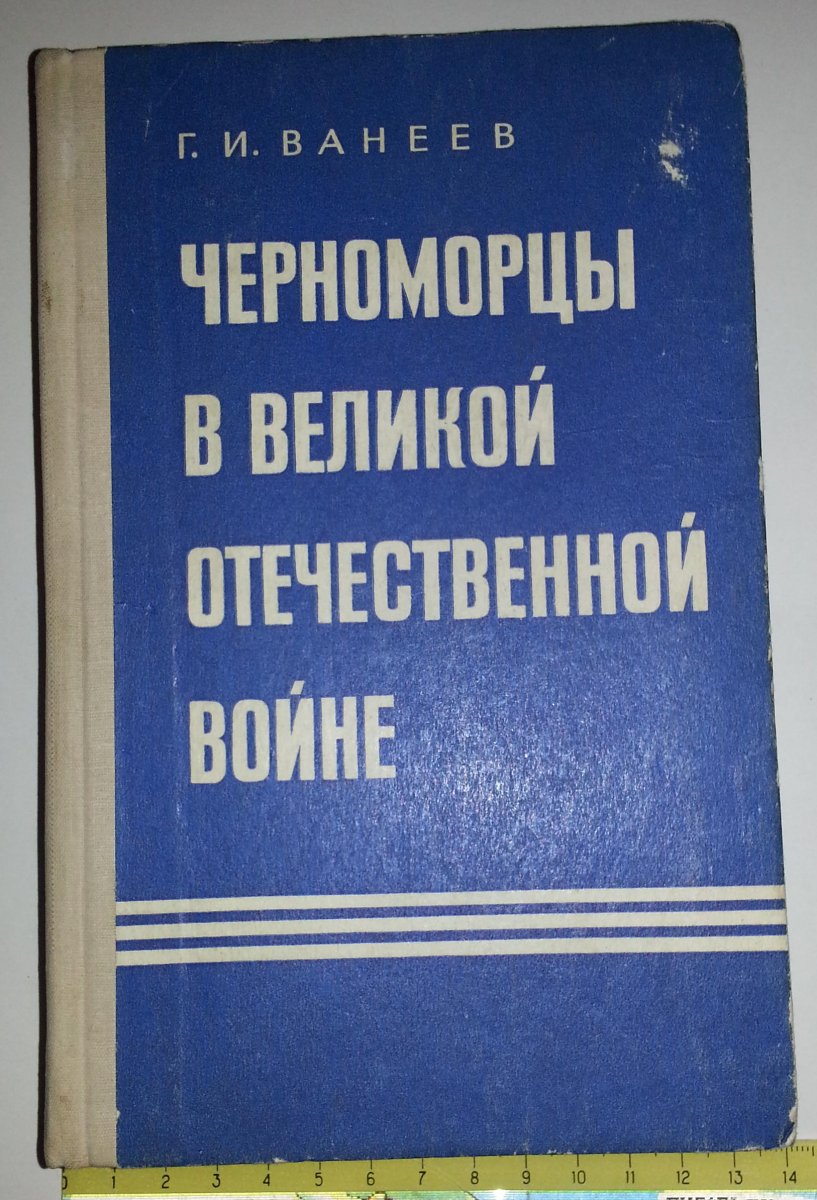 Г. И. ВАНЕЕВ
ЧЕРНОМОРЦЫ
В ВЕЛИКОЙ
ОТЕЧЕСТВЕННОЙ
ВОЙНЕ
0 1 2 3 4 5 6 7 8 9 10 11 12 13 14